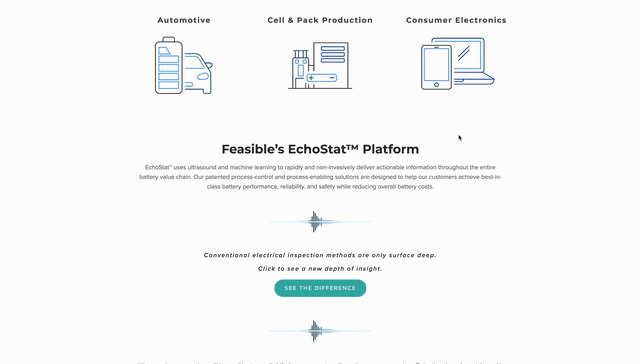 Automotive
Cell & Pack Production
Consumer Electronics
Feasible's EchoStat™ Platform
EchoStat™ uses ultrasound and machine learning to rapidly and non-invasively deliver actionable information throughout the entire
battery value chain. Our patented process-control and process-enabling solutions are designed to help our customers achieve best-in-
class battery performance, reliability, and safety while reducing overall battery costs.
Conventional electrical inspection methods are only surface deep.
Click to see a new depth of insight.
SEE THE DIFFERENCE